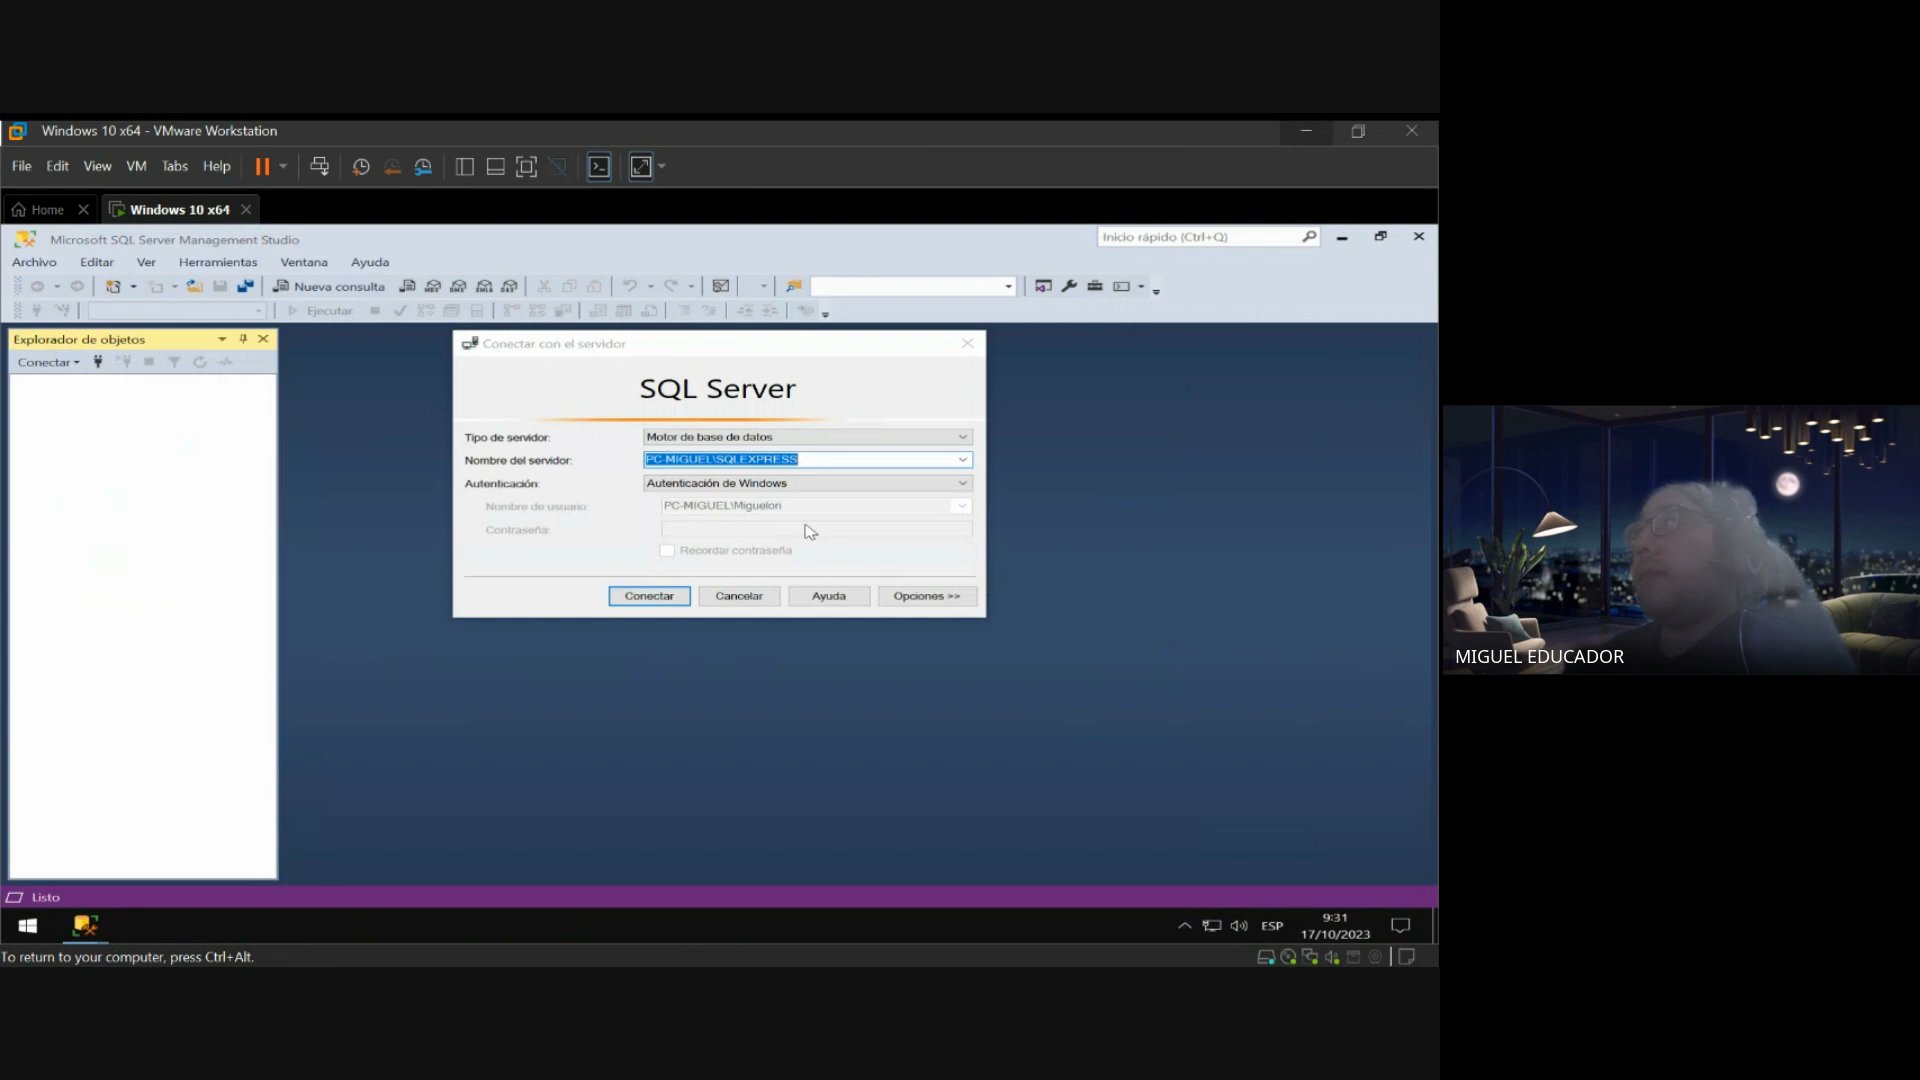 Windows 10 x64 - VMware Workstation
File Edit View VM Tabs Help
Home Windows 10 x64
Microsoft SQL Server Management Studio
Inicio rápido (Ctrl+Q)
Archivo Editar Ver Herramientas Ventana Ayuda
Nueva consulta
Ejecutar
Explorador de objetos
Conectar
Conectar con el servidor
SQL Server
Tipo de servidor: Motor de base de datos
Nombre del servidor: PC-MIGUEL\SQLEXPRESS
Autenticación: Autenticación de Windows
Nombre de usuario: PC-MIGUEL\Miguelon
Contraseña:
Recordar contraseña
Conectar Cancelar Ayuda Opciones >>
MIGUEL EDUCADOR
Listo
ESP
9:31
17/10/2023
To return to your computer, press Ctrl+Alt.